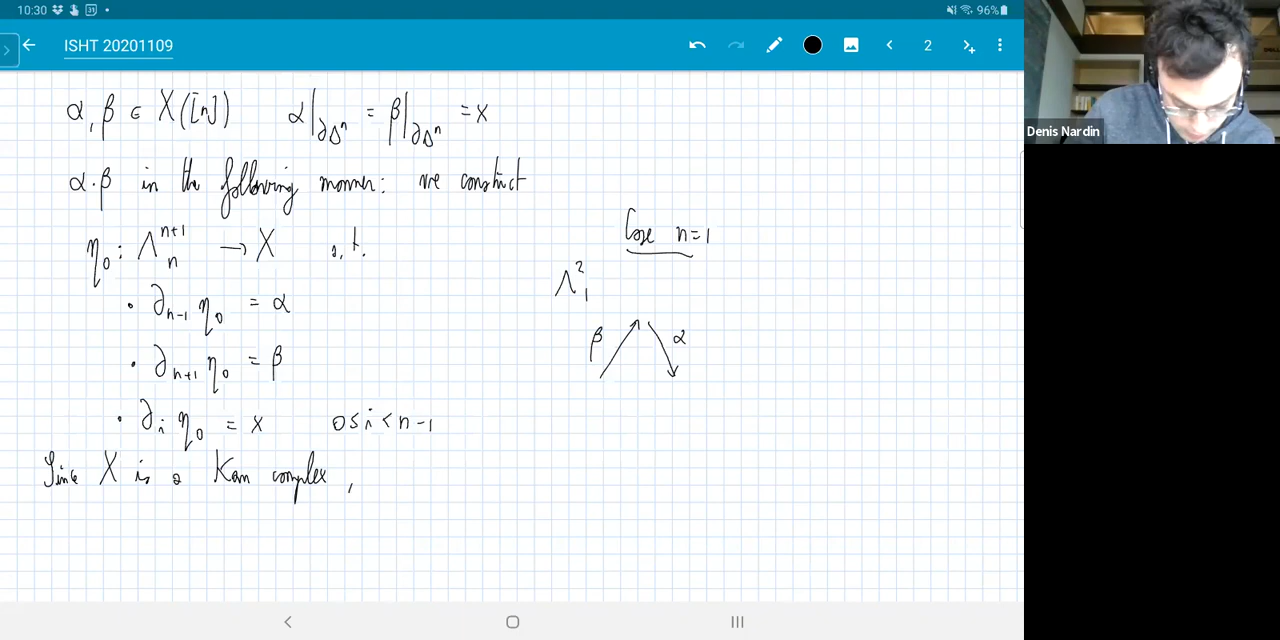 10:30 31 96%
ISHT 20201109 2
α, β ∈ X([n]) α|∂Δⁿ = β|∂Δⁿ = x
α·β in the following manner: we construct
η₀ : Λⁿ⁺¹ₙ → X s.t.
• ∂ₙ₋₁ η₀ = α
• ∂ₙ₊₁ η₀ = β
• ∂ᵢ η₀ = x 0≤i<n-1
Since X is a Kan complex,
Case n=1
Λ²₁
β α
Denis Nardin